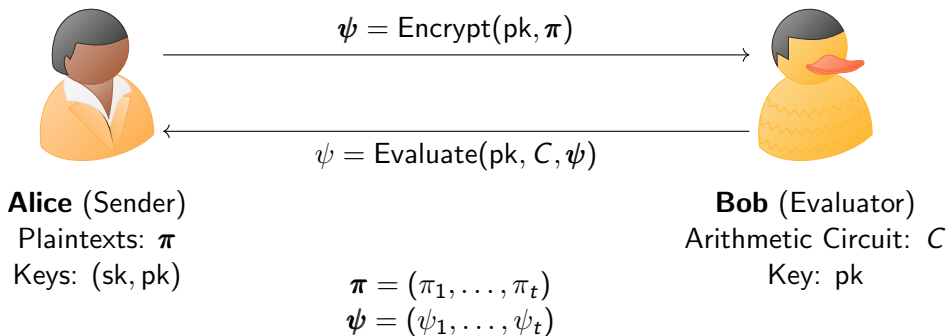 𝝍 = Encrypt(pk, 𝝅)
ψ = Evaluate(pk, C, 𝝍)
Alice (Sender)
Plaintexts: 𝝅
Keys: (sk, pk)
Bob (Evaluator)
Arithmetic Circuit: C
Key: pk
𝝅 = (π₁, . . . , πₜ)
𝝍 = (ψ₁, . . . , ψₜ)